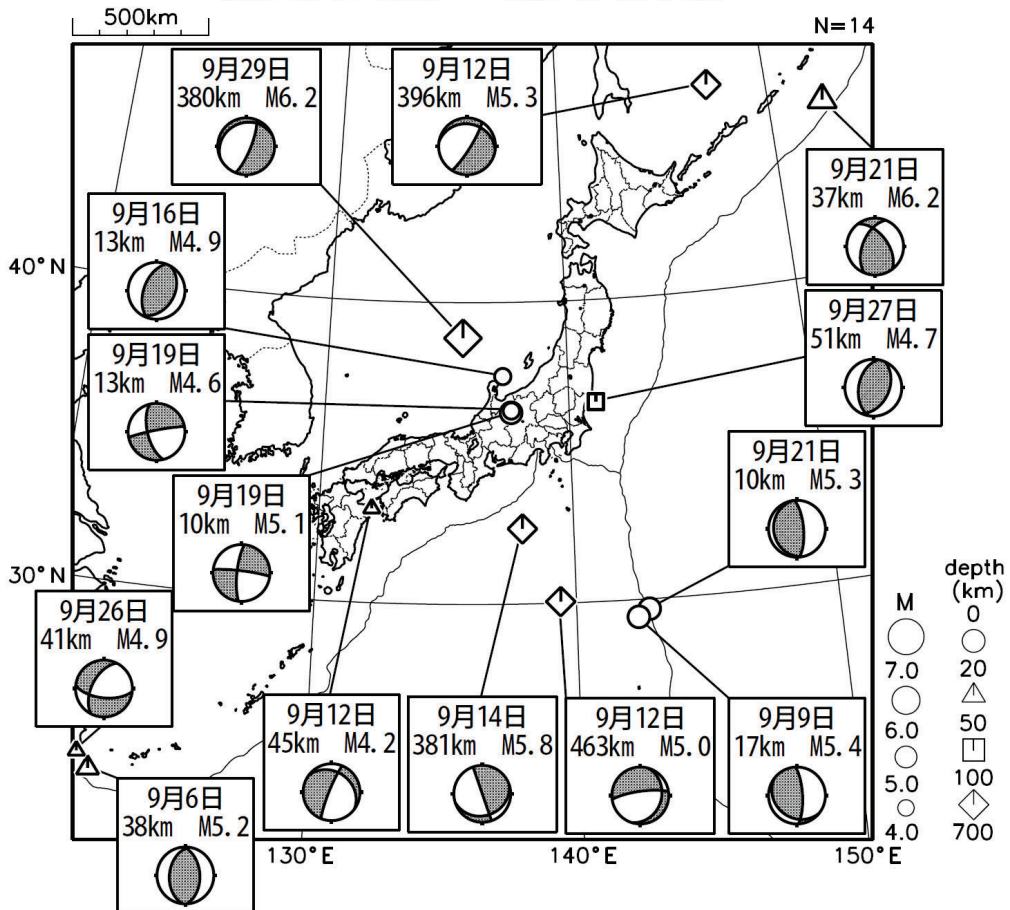 500km
N=14
9月29日
380km M6.2
9月12日
396km M5.3
9月21日
37km M6.2
9月16日
13km M4.9
40°N
9月27日
51km M4.7
9月19日
13km M4.6
9月21日
10km M5.3
9月19日
10km M5.1
30°N
9月26日
41km M4.9
9月12日
45km M4.2
9月14日
381km M5.8
9月12日
463km M5.0
9月9日
17km M5.4
9月6日
38km M5.2
130°E
140°E
150°E
M
7.0
6.0
5.0
4.0
depth
(km)
0
20
50
100
700